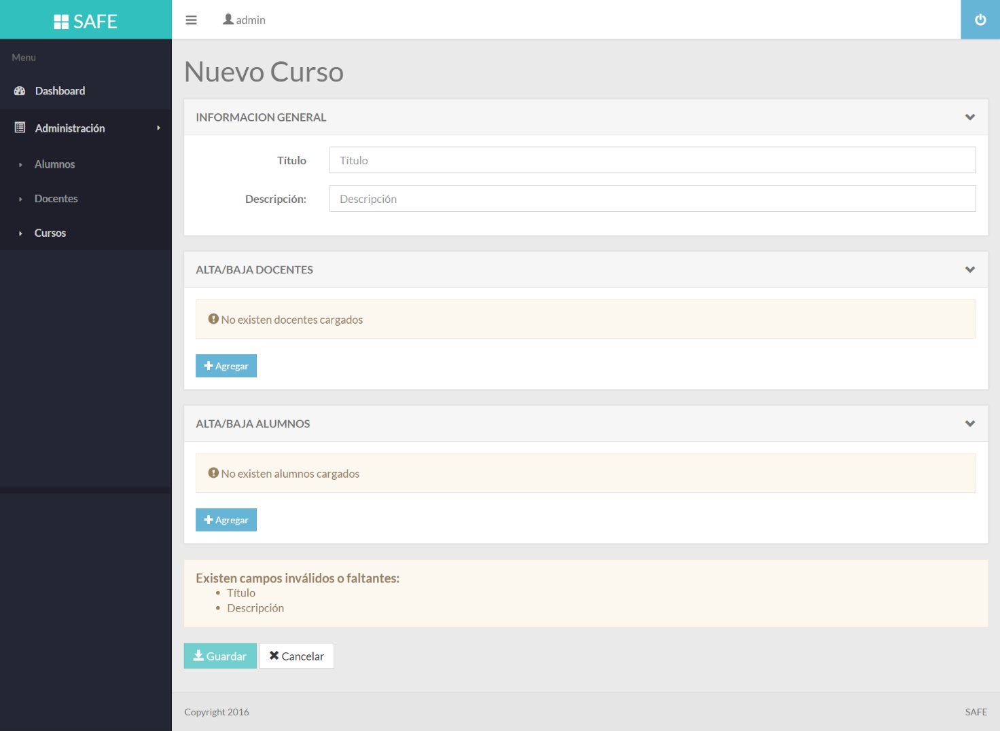 SAFE
admin
Menu
Dashboard
Administración
Alumnos
Docentes
Cursos
Nuevo Curso
INFORMACION GENERAL
Título
Título
Descripción:
Descripción
ALTA/BAJA DOCENTES
No existen docentes cargados
Agregar
ALTA/BAJA ALUMNOS
No existen alumnos cargados
Agregar
Existen campos inválidos o faltantes:
Título
Descripción
Guardar
Cancelar
Copyright 2016
SAFE